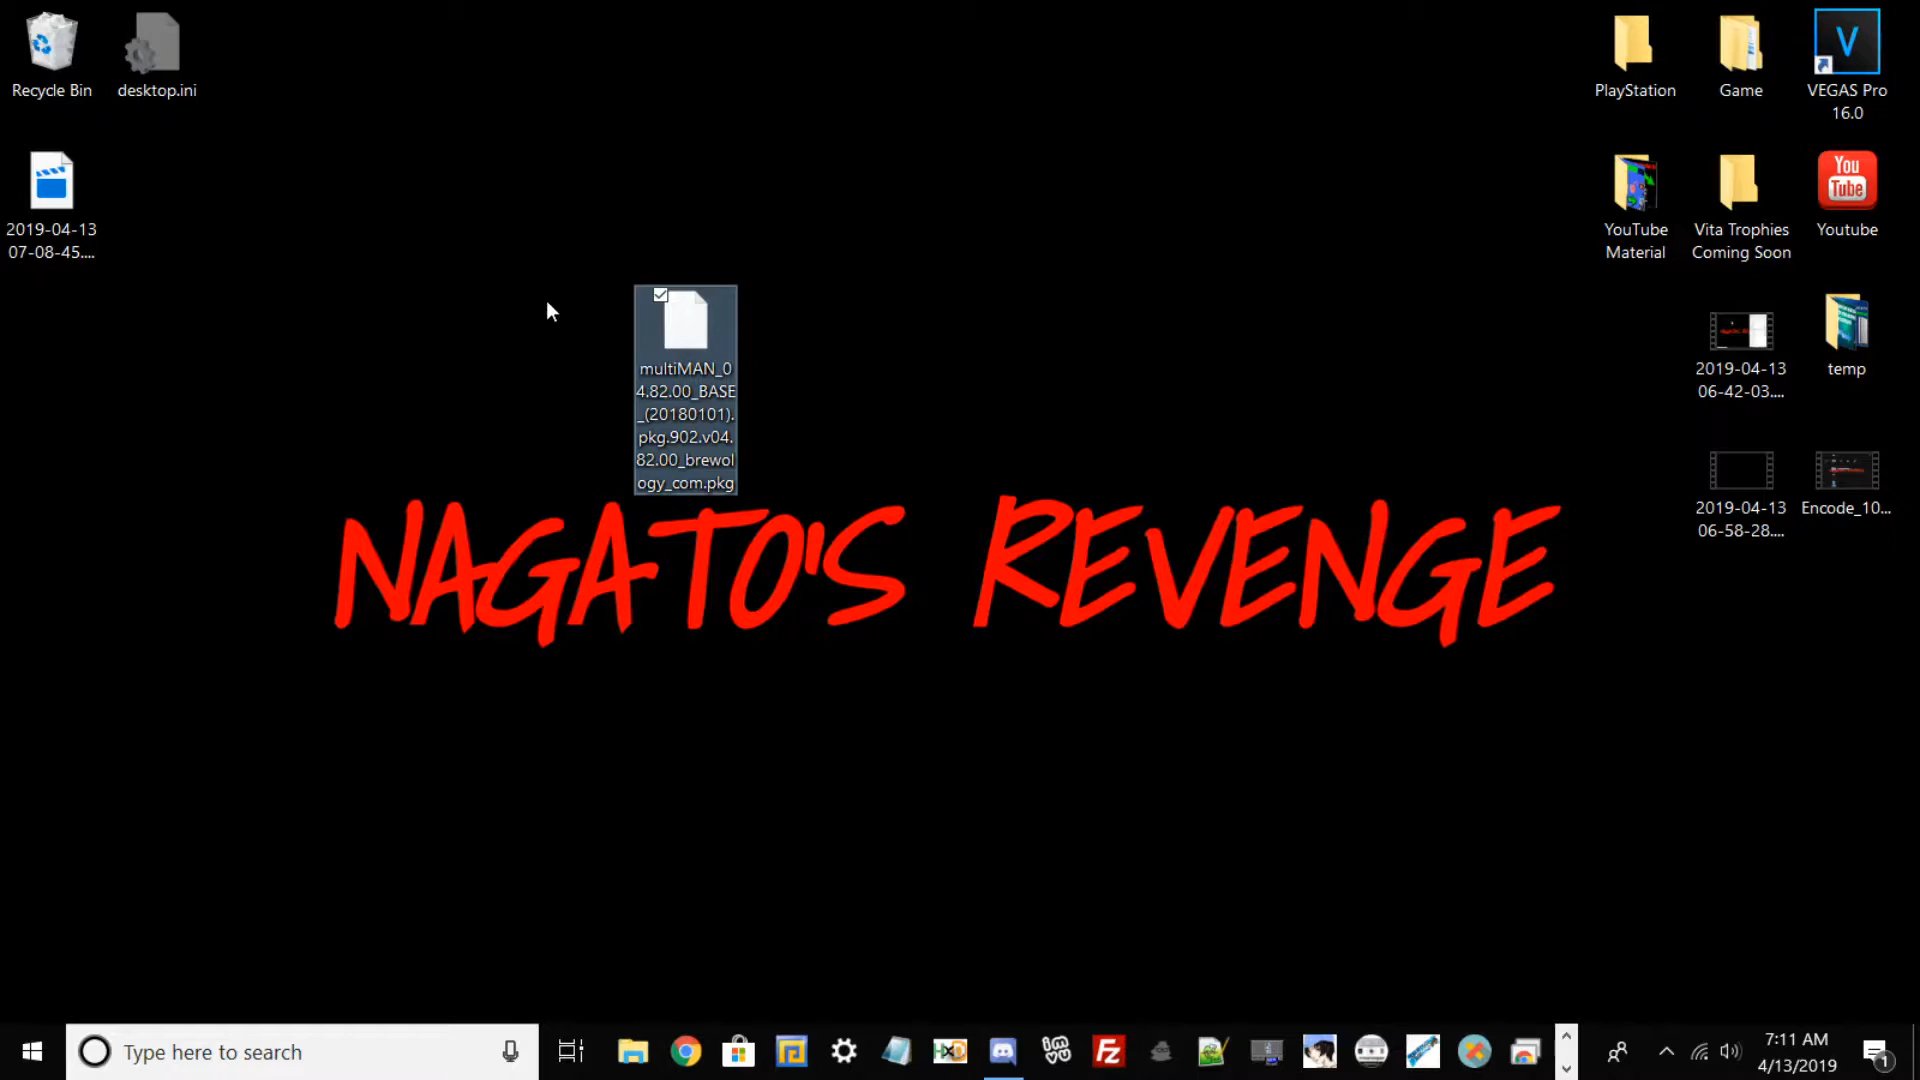 Recycle Bin
desktop.ini
2019-04-13
07-08-45....
multiMAN_0
4.82.00_BASE
_(20180101).
pkg.902.v04.
82.00_brewol
ogy_com.pkg
NAGATO'S REVENGE
PlayStation
Game
VEGAS Pro
16.0
YouTube
Material
Vita Trophies
Coming Soon
You
Tube
Youtube
2019-04-13
06-42-03....
temp
2019-04-13
06-58-28....
Encode_10...
Type here to search
7:11 AM
4/13/2019
1